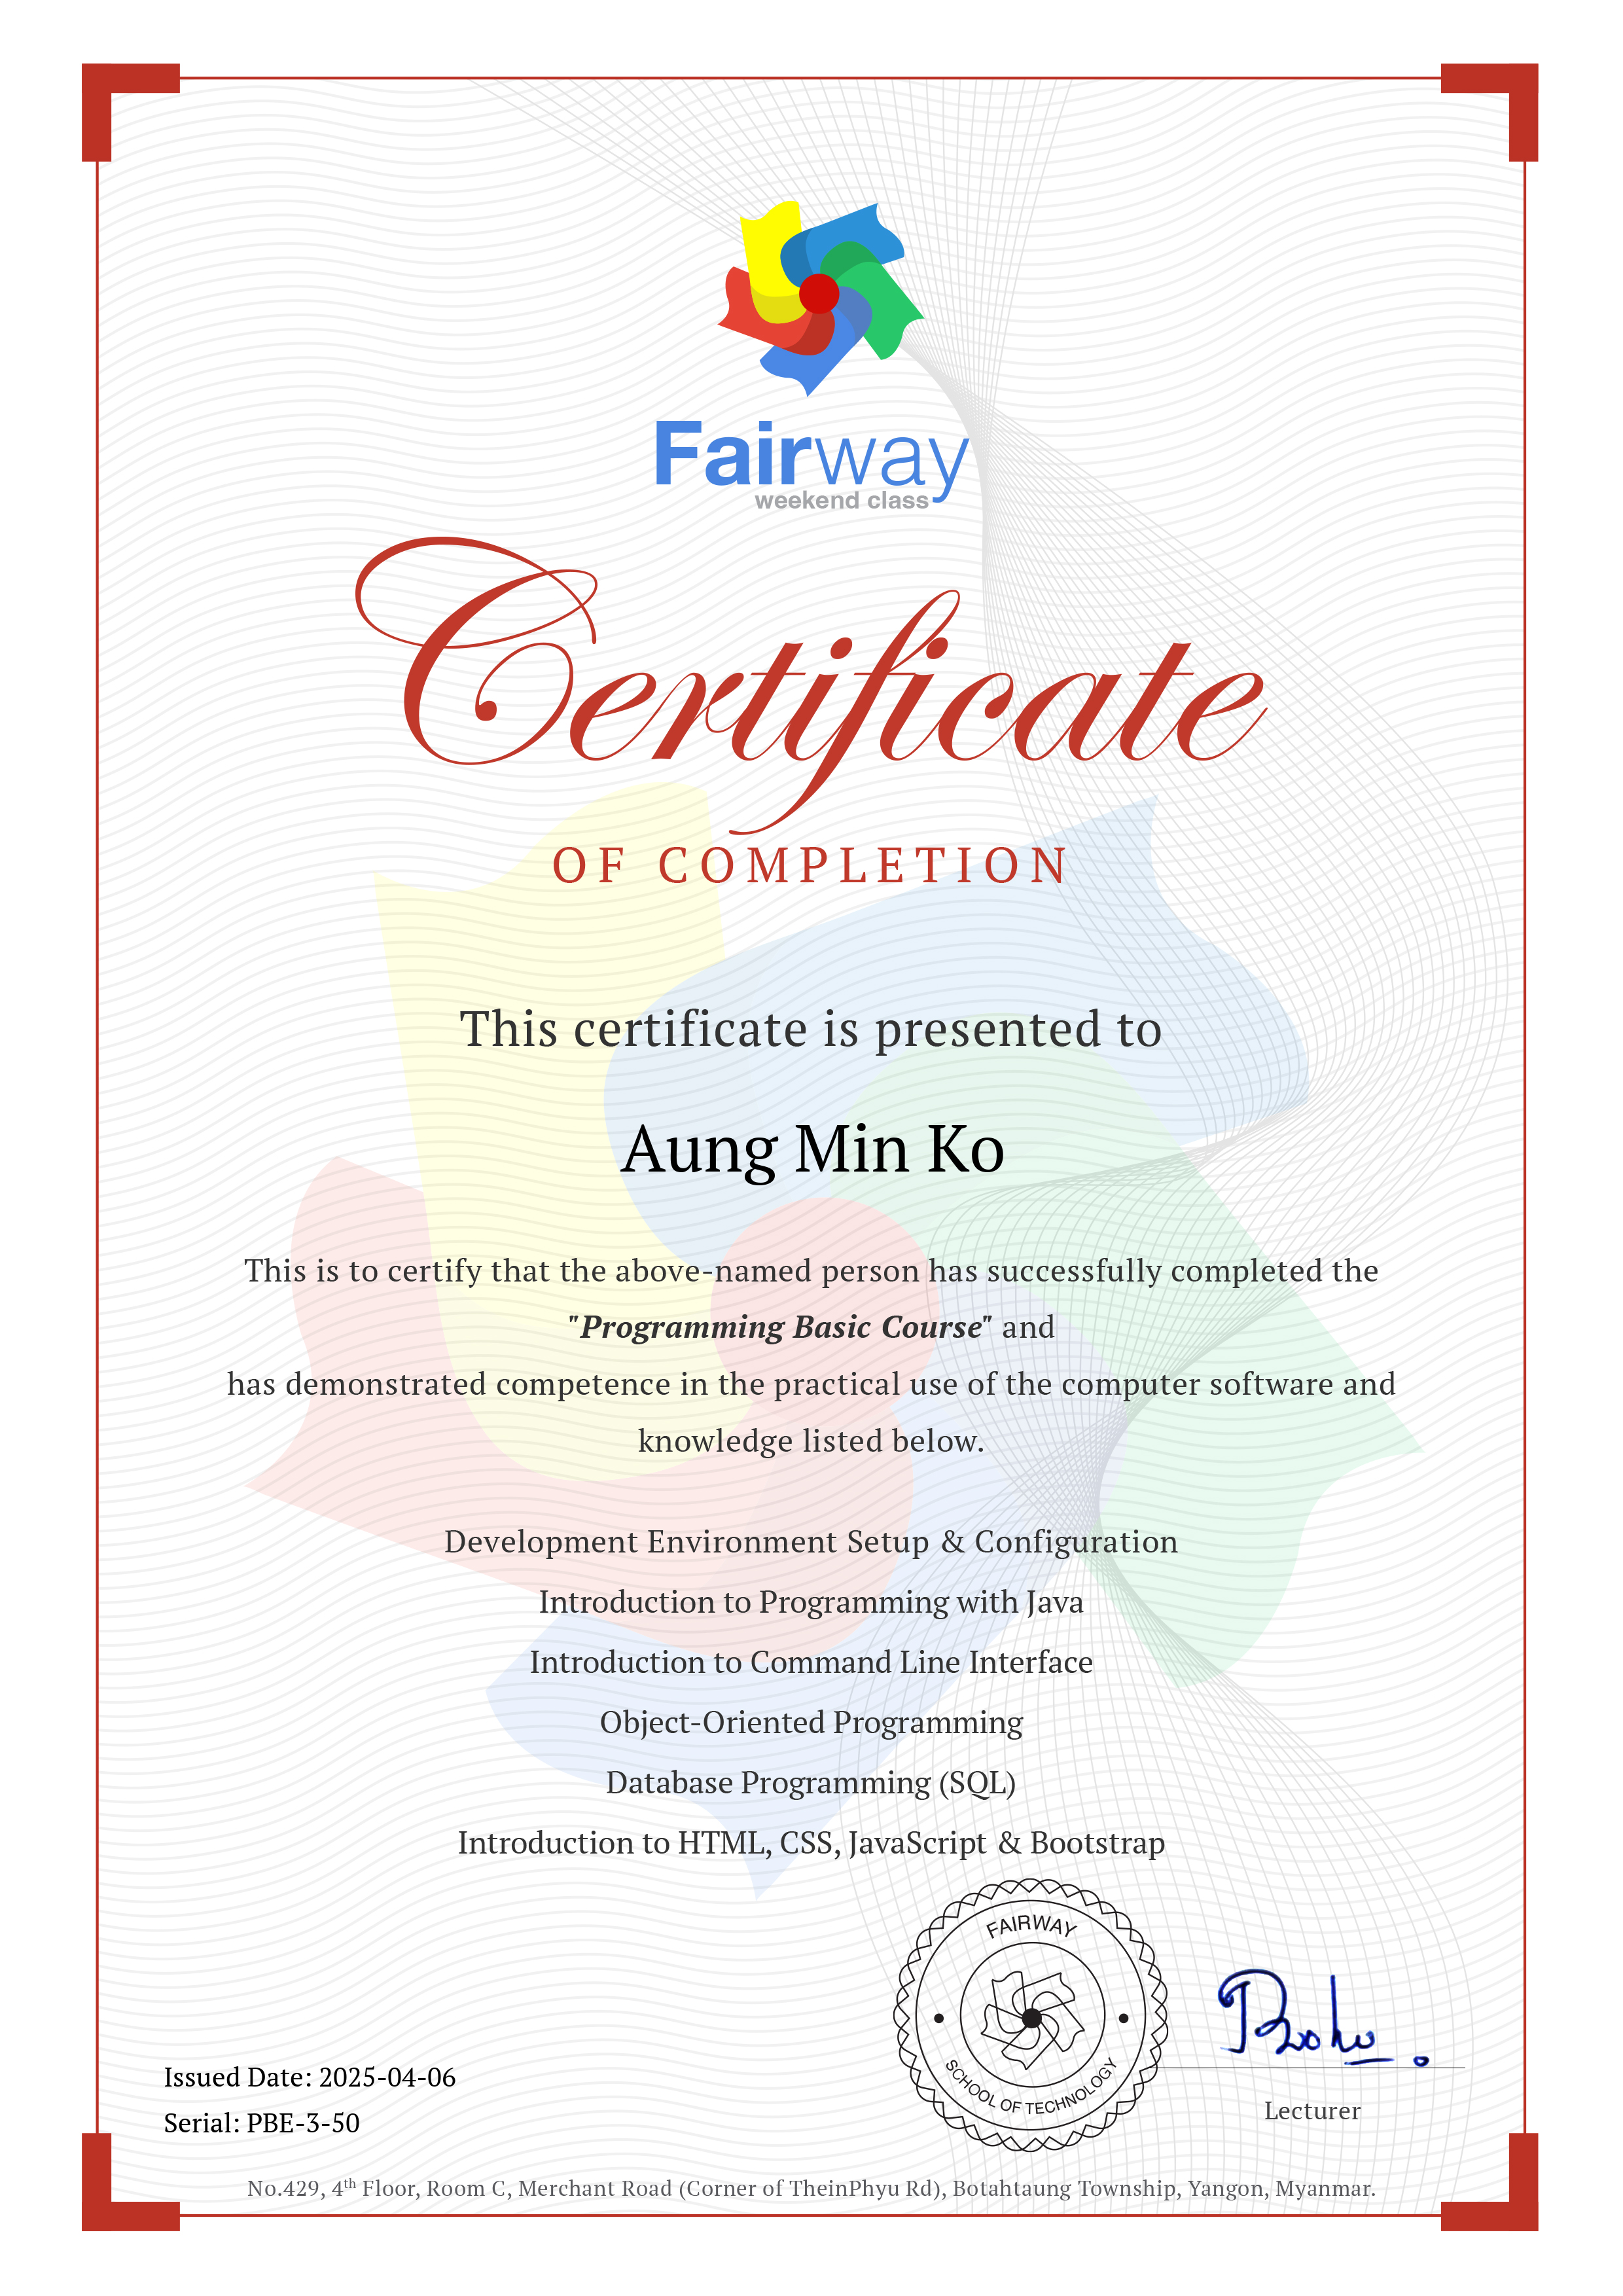 Fairway
weekend class
Certificate
OF COMPLETION
This certificate is presented to
Aung Min Ko
This is to certify that the above-named person has successfully completed the
"Programming Basic Course" and
has demonstrated competence in the practical use of the computer software and
knowledge listed below.
Development Environment Setup & Configuration
Introduction to Programming with Java
Introduction to Command Line Interface
Object-Oriented Programming
Database Programming (SQL)
Introduction to HTML, CSS, JavaScript & Bootstrap
FAIRWAY
SCHOOL OF TECHNOLOGY
Issued Date: 2025-04-06
Serial: PBE-3-50
Lecturer
No.429, 4th Floor, Room C, Merchant Road (Corner of TheinPhyu Rd), Botahtaung Township, Yangon, Myanmar.